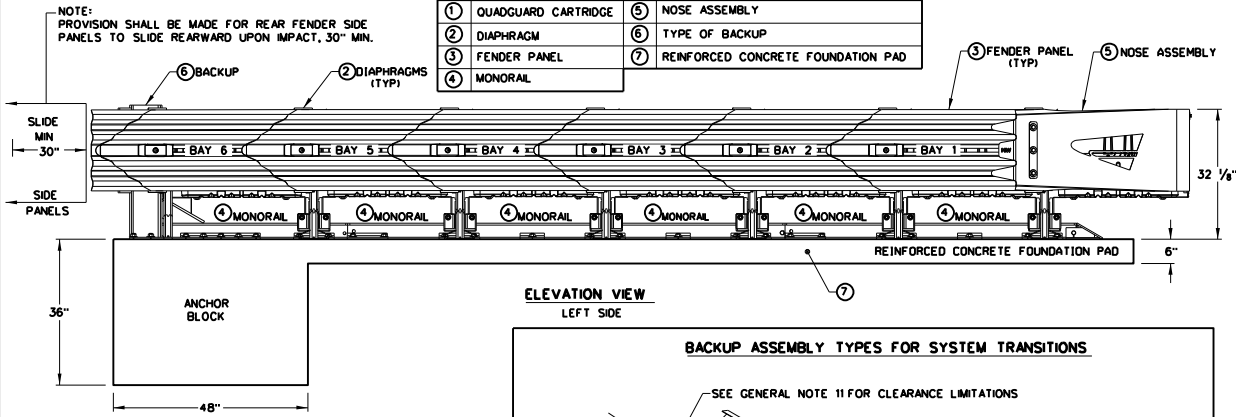 NOTE:
PROVISION SHALL BE MADE FOR REAR FENDER SIDE
PANELS TO SLIDE REARWARD UPON IMPACT, 30" MIN.
1 QUADGUARD CARTRIDGE 5 NOSE ASSEMBLY
2 DIAPHRAGM 6 TYPE OF BACKUP
3 FENDER PANEL 7 REINFORCED CONCRETE FOUNDATION PAD
4 MONORAIL
6 BACKUP
2 DIAPHRAGMS
(TYP)
3 FENDER PANEL
(TYP)
5 NOSE ASSEMBLY
SLIDE
MIN
30"
SIDE
PANELS
BAY 6 BAY 5 BAY 4 BAY 3 BAY 2 BAY 1
32 1/8"
4 MONORAIL 4 MONORAIL 4 MONORAIL 4 MONORAIL 4 MONORAIL 4 MONORAIL
REINFORCED CONCRETE FOUNDATION PAD
6"
7
36"
ANCHOR
BLOCK
48"
ELEVATION VIEW
LEFT SIDE
BACKUP ASSEMBLY TYPES FOR SYSTEM TRANSITIONS
SEE GENERAL NOTE 11 FOR CLEARANCE LIMITATIONS